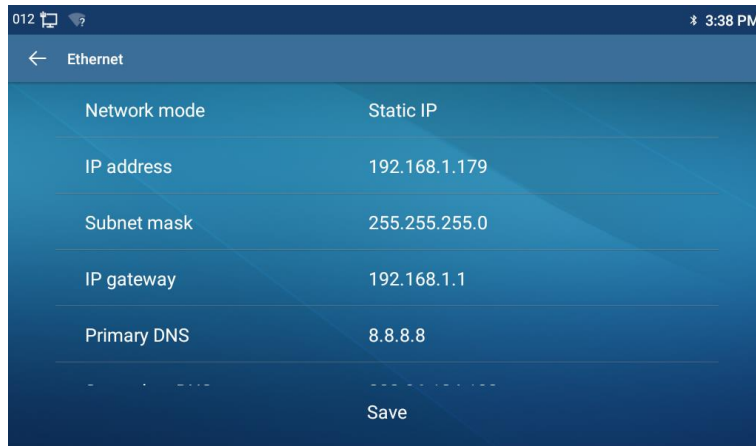 012 3:38 PM
Ethernet
Network mode Static IP
IP address 192.168.1.179
Subnet mask 255.255.255.0
IP gateway 192.168.1.1
Primary DNS 8.8.8.8
Save